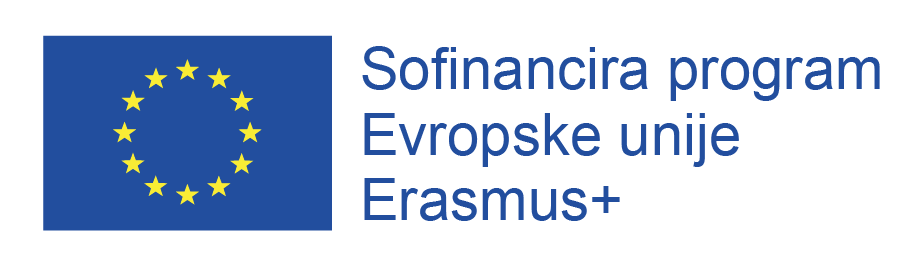 Sofinancira program
Evropske unije
Erasmus+